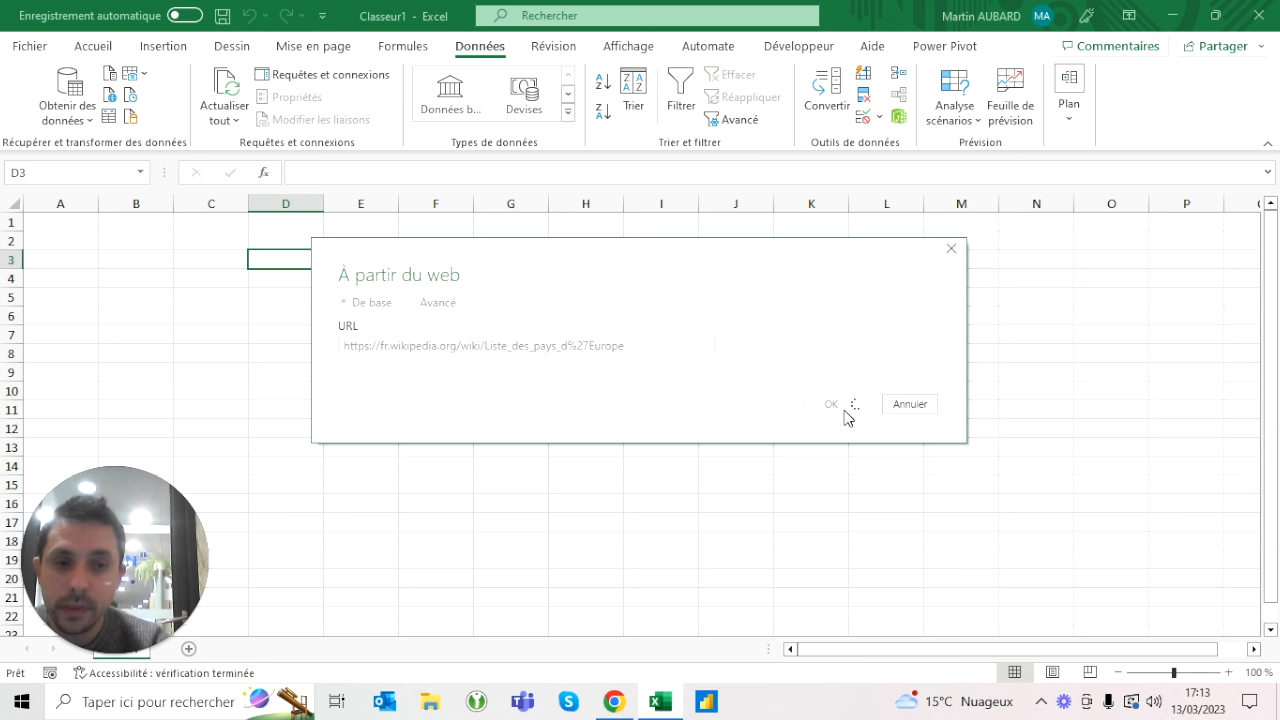 Enregistrement automatique
Classeur1 - Excel
Rechercher
Martin AUBARD
MA
Fichier
Accueil
Insertion
Dessin
Mise en page
Formules
Données
Révision
Affichage
Automate
Développeur
Aide
Power Pivot
Commentaires
Partager
Obtenir des données
Récupérer et transformer des données
Actualiser tout
Requêtes et connexions
Propriétés
Modifier les liaisons
Requêtes et connexions
Données b...
Devises
Types de données
Trier
Filtrer
Effacer
Réappliquer
Avancé
Trier et filtrer
Convertir
Outils de données
Analyse scénarios
Feuille de prévision
Prévision
Plan
D3
fx
A B C D E F G H I J K L M N O P
1
2
3
4
5
6
7
8
9
10
11
12
13
14
15
16
17
18
19
20
21
22
23
À partir du web
De base
Avancé
URL
https://fr.wikipedia.org/wiki/Liste_des_pays_d%27Europe
OK
Annuler
Prêt
Accessibilité : vérification terminée
100 %
Taper ici pour rechercher
15°C Nuageux
17:13
13/03/2023